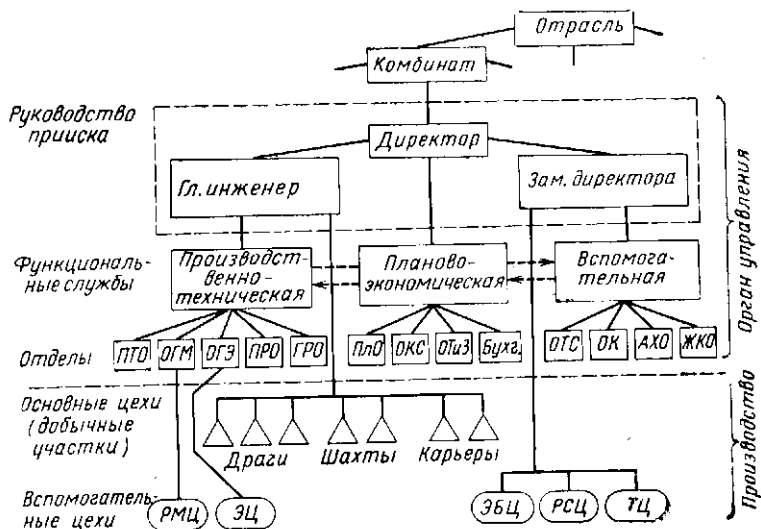 Отрасль
Комбинат
Руководство
прииска
Директор
Гл. инженер
Зам. директора
Функциональ-
ные службы
Производст-
венно-
техническая
Планово-
экономическая
Вспомога-
тельная
Орган управления
Отделы
ПТО
ОГМ
ОГЭ
ПРО
ГРО
ПлО
ОКС
ОТиЗ
Бухг.
ОТС
ОК
АХО
ЖКО
Основные цехи
(добычные
участки)
Драги
Шахты
Карьеры
Производство
Вспомогатель-
ные цехи
РМЦ
ЭЦ
ЭБЦ
РСЦ
ТЦ